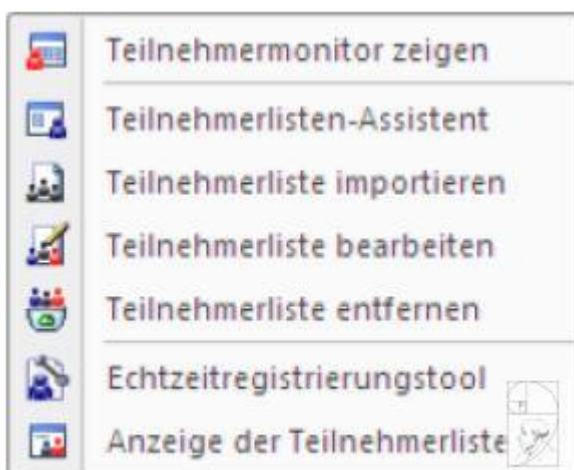 Teilnehmermonitor zeigen
Teilnehmerlisten-Assistent
Teilnehmerliste importieren
Teilnehmerliste bearbeiten
Teilnehmerliste entfernen
Echtzeitregistrierungstool
Anzeige der Teilnehmerliste